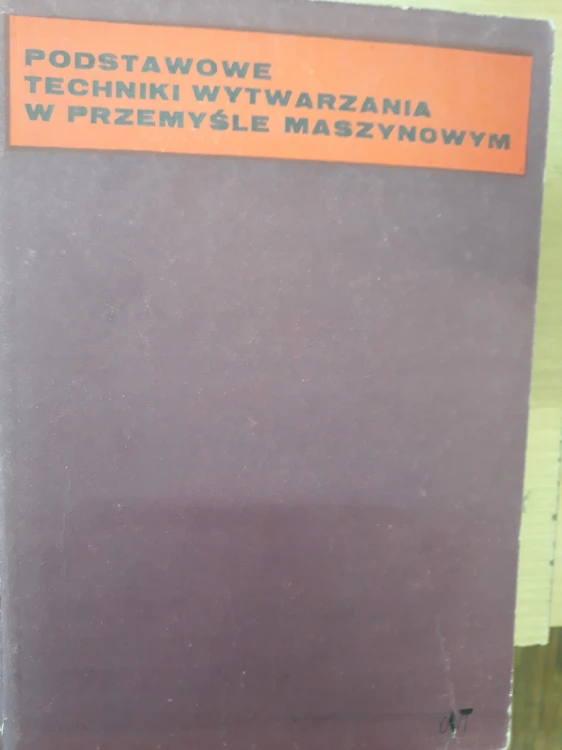 PODSTAWOWE
TECHNIKI WYTWARZANIA
W PRZEMYŚLE MASZYNOWYM